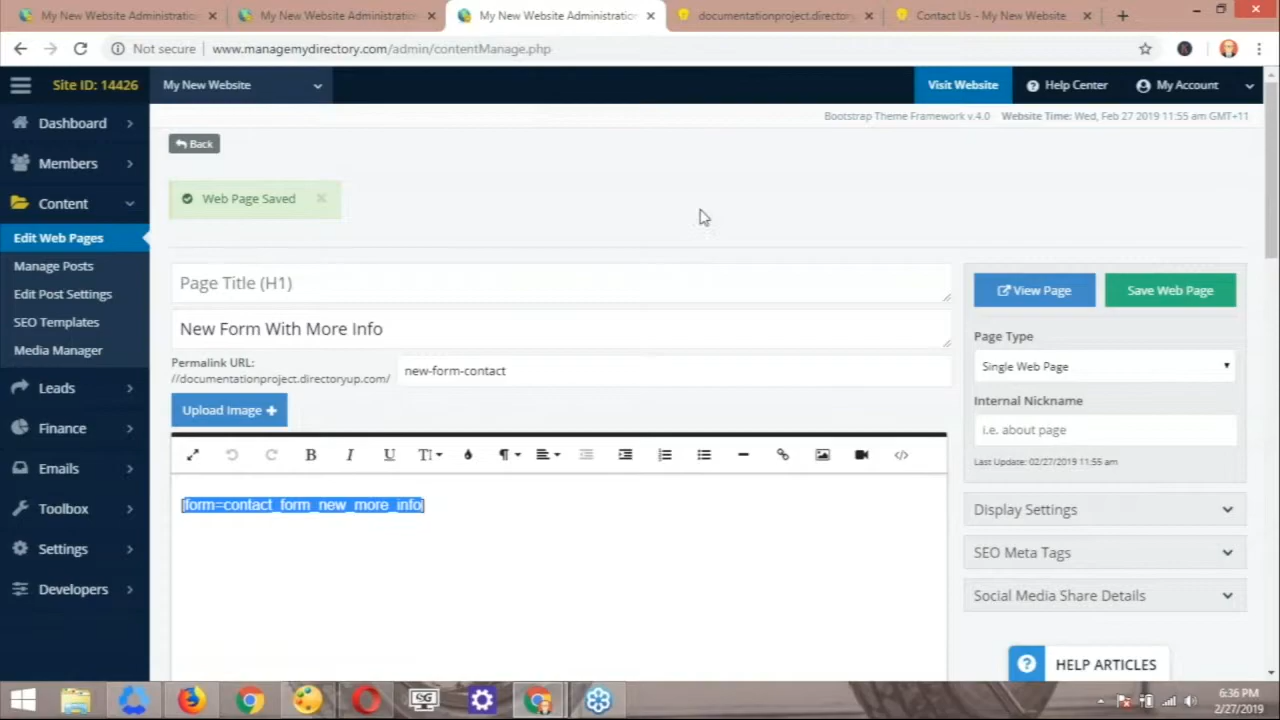 My New Website Administratio
My New Website Administration
My New Website Administration
documentationproject.directory
Contact Us - My New Website
Not secure
www.managemydirectory.com/admin/contentManage.php
Site ID: 14426
My New Website
Visit Website
Help Center
My Account
Bootstrap Theme Framework v.4.0
Website Time: Wed, Feb 27 2019 11:55 am GMT+11
Dashboard
Members
Content
Edit Web Pages
Manage Posts
Edit Post Settings
SEO Templates
Media Manager
Leads
Finance
Emails
Toolbox
Settings
Developers
Back
Web Page Saved
Page Title (H1)
New Form With More Info
Permalink URL:
//documentationproject.directoryup.com/
new-form-contact
Upload Image
[form=contact_form_new_more_info]
View Page
Save Web Page
Page Type
Single Web Page
Internal Nickname
i.e. about page
Last Update: 02/27/2019 11:55 am
Display Settings
SEO Meta Tags
Social Media Share Details
HELP ARTICLES
SG
6:36 PM
2/27/2019